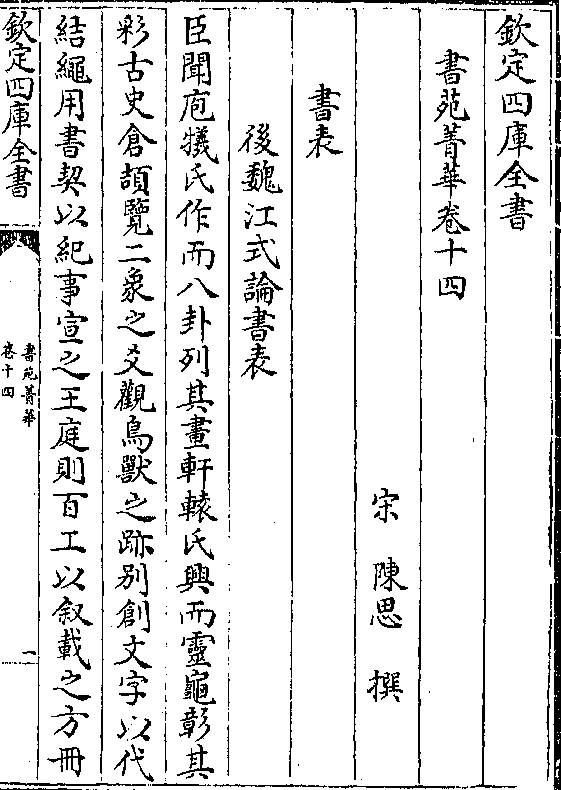 欽定四庫全書
書苑菁華卷十四
宋 陳思 撰
書表
後魏江式論書表
臣聞庖犧氏作而八卦列其畫軒轅氏興而靈龜彰其
彩古史倉頡覽二象之爻觀鳥獸之跡别創文字以代
結繩用書契以紀事宣之王庭則百工以叙載之方冊
欽定四庫全書
書苑菁華
卷十四
一